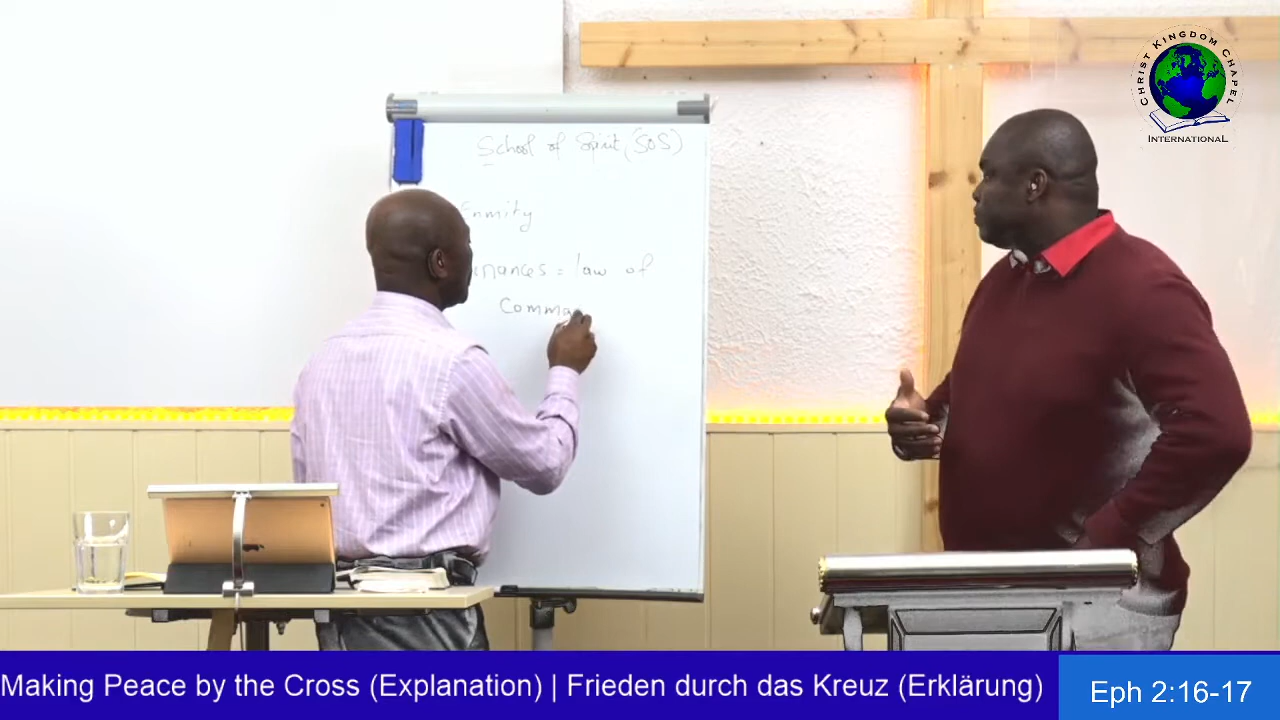 CHRIST KINGDOM CHAPEL
INTERNATIONAL
School of Spirit (SOS)
Enmity
nances = law of
Comma
Making Peace by the Cross (Explanation) | Frieden durch das Kreuz (Erklärung)
Eph 2:16-17